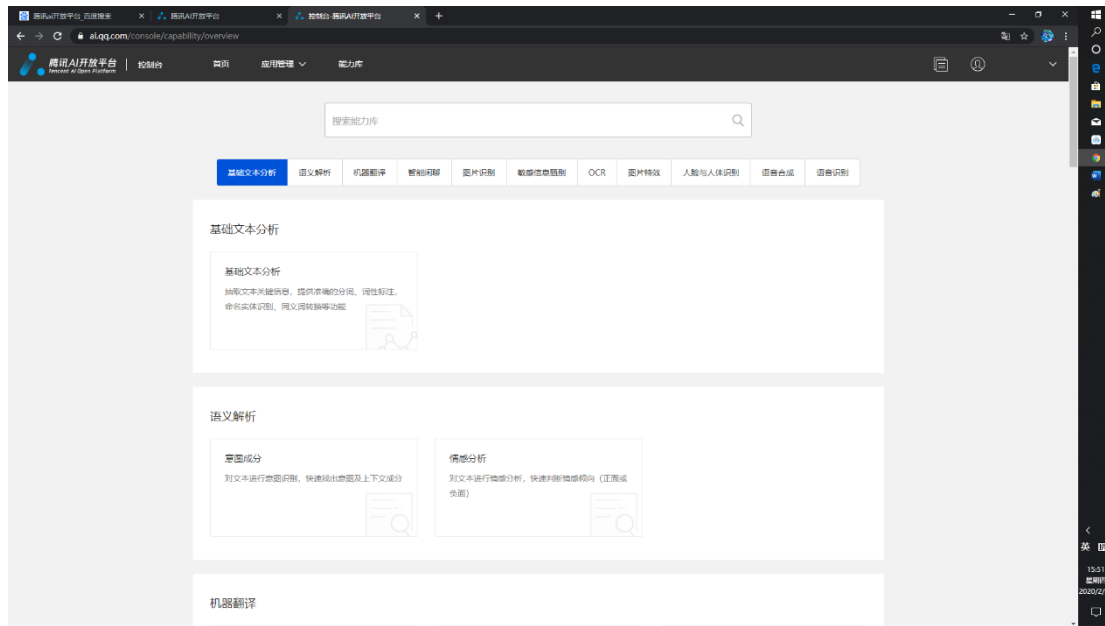 腾讯ai开放平台_百度搜索
腾讯AI开放平台
控制台-腾讯AI开放平台
ai.qq.com/console/capability/overview
腾讯AI开放平台
Tencent AI Open Platform
控制台
首页
应用管理
能力库
搜索能力库
基础文本分析
语义解析
机器翻译
智能闲聊
图片识别
敏感信息甄别
OCR
图片特效
人脸与人体识别
语音合成
语音识别
基础文本分析
基础文本分析
抽取文本关键信息，提供准确的分词、词性标注、
命名实体识别、同义词转换等功能
语义解析
意图成分
对文本进行意图识别，快速找出意图及上下文成分
情感分析
对文本进行情感分析，快速判断情感倾向（正面或
负面）
机器翻译
英
15:51
星期四
2020/2/